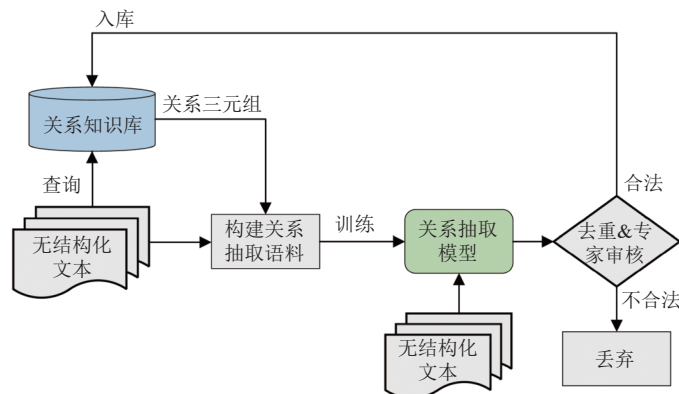 入库
关系知识库
关系三元组
查询
无结构化
文本
构建关系
抽取语料
训练
关系抽取
模型
合法
去重&专
家审核
不合法
无结构化
文本
丢弃